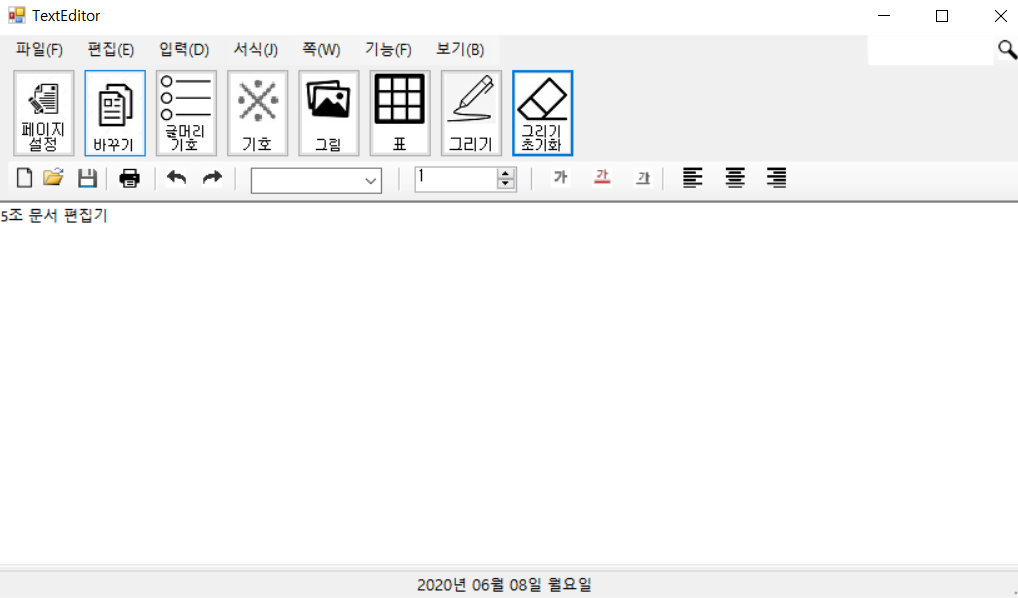 TextEditor
파일(F) 편집(E) 입력(D) 서식(J) 쪽(W) 기능(F) 보기(B)
페이지 설정 바꾸기 글머리 기호 기호 그림 표 그리기 그리기 초기화
1 가 가 가
5조 문서 편집기
2020년 06월 08일 월요일